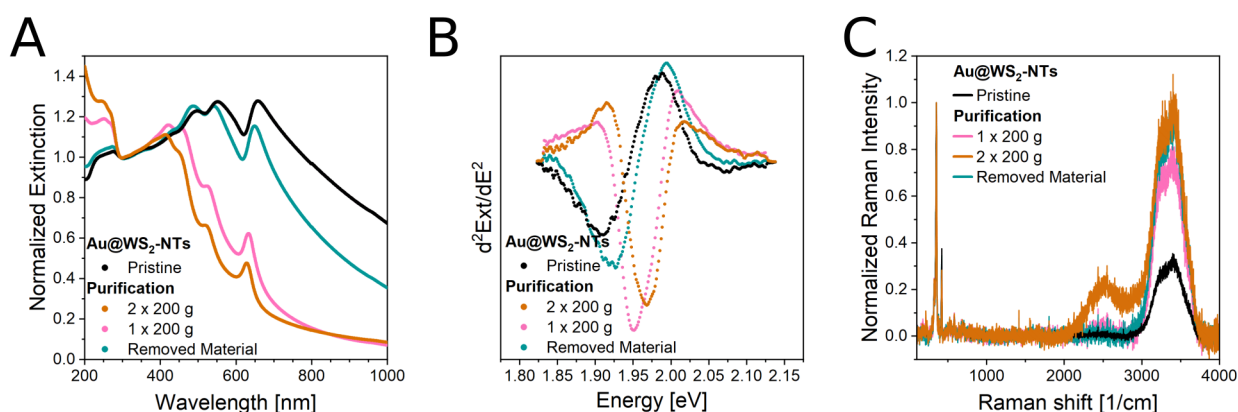 A
Normalized Extinction
1.4
1.2
1.0
0.8
0.6
0.4
0.2
0.0
200
400
600
800
1000
Wavelength [nm]
Au@WS₂-NTs
Pristine
Purification
2 x 200 g
1 x 200 g
Removed Material
B
d²Ext/dE²
1.80
1.85
1.90
1.95
2.00
2.05
2.10
2.15
Energy [eV]
Au@WS₂-NTs
Pristine
Purification
2 x 200 g
1 x 200 g
Removed Material
C
Normalized Raman Intensity
1.2
1.0
0.8
0.6
0.4
0.2
0.0
1000
2000
3000
4000
Raman shift [1/cm]
Au@WS₂-NTs
Pristine
Purification
1 x 200 g
2 x 200 g
Removed Material